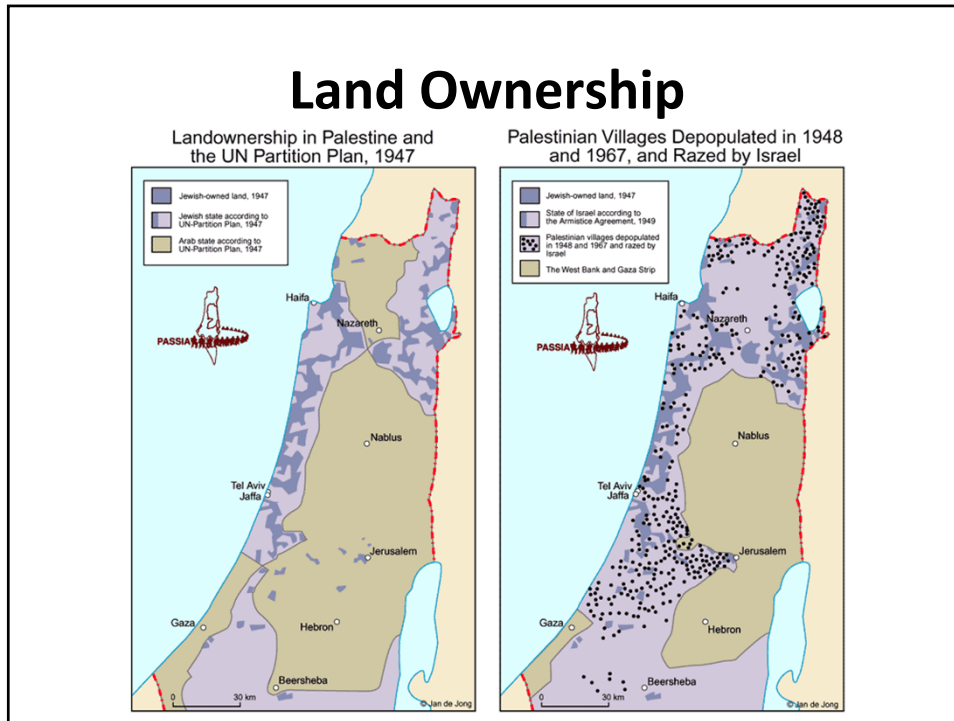 Land Ownership
Landownership in Palestine and
the UN Partition Plan, 1947
Jewish-owned land, 1947
Jewish state according to
UN-Partition Plan, 1947
Arab state according to
UN-Partition Plan, 1947
Haifa
Nazareth
PASSIA
Nablus
Tel Aviv
Jaffa
Jerusalem
Gaza
Hebron
Beersheba
0 30 km
© Jan de Jong
Palestinian Villages Depopulated in 1948
and 1967, and Razed by Israel
Jewish-owned land, 1947
State of Israel according to
the Armistice Agreement, 1949
Palestinian villages depopulated
in 1948 and 1967 and razed by
Israel
The West Bank and Gaza Strip
Haifa
Nazareth
PASSIA
Nablus
Tel Aviv
Jaffa
Jerusalem
Gaza
Hebron
Beersheba
0 30 km
© Jan de Jong